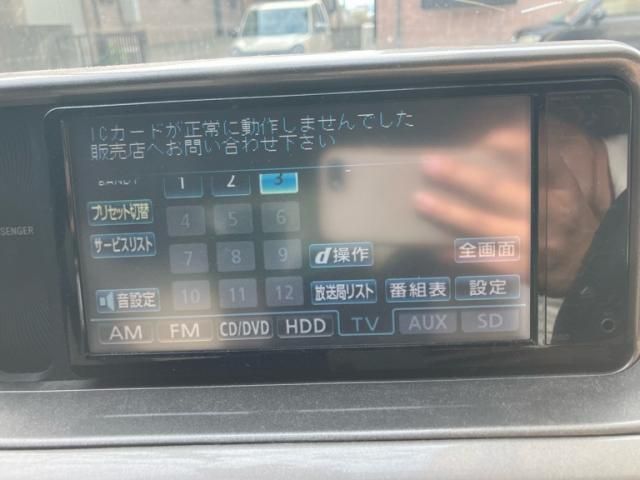 ICカードが正常に動作しませんでした
販売店へお問い合わせ下さい
1 2 3
プリセット切替 4 5 6
サービスリスト
7 8 9 d操作 全画面
音設定 10 11 12 放送局リスト 番組表 設定
AM FM CD/DVD HDD TV AUX SD
SENGER